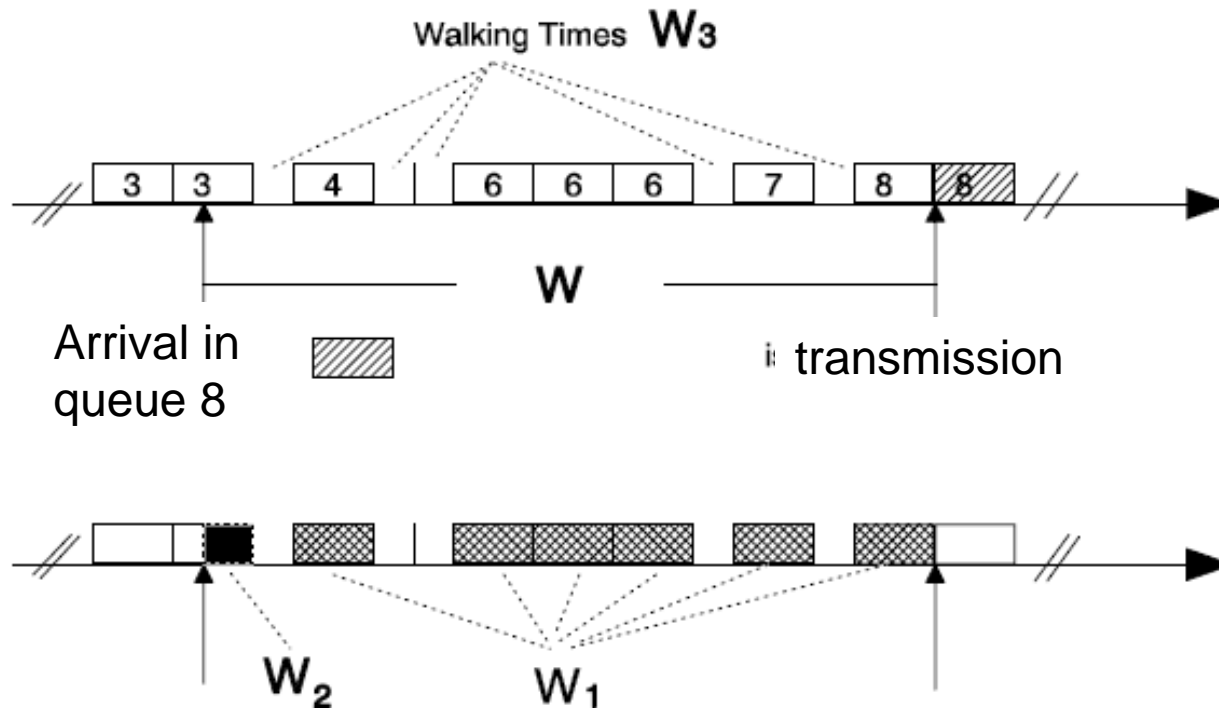 Walking Times W3
3 3 4 6 6 6 7 8 8
W
Arrival in
queue 8
transmission
W2 W1